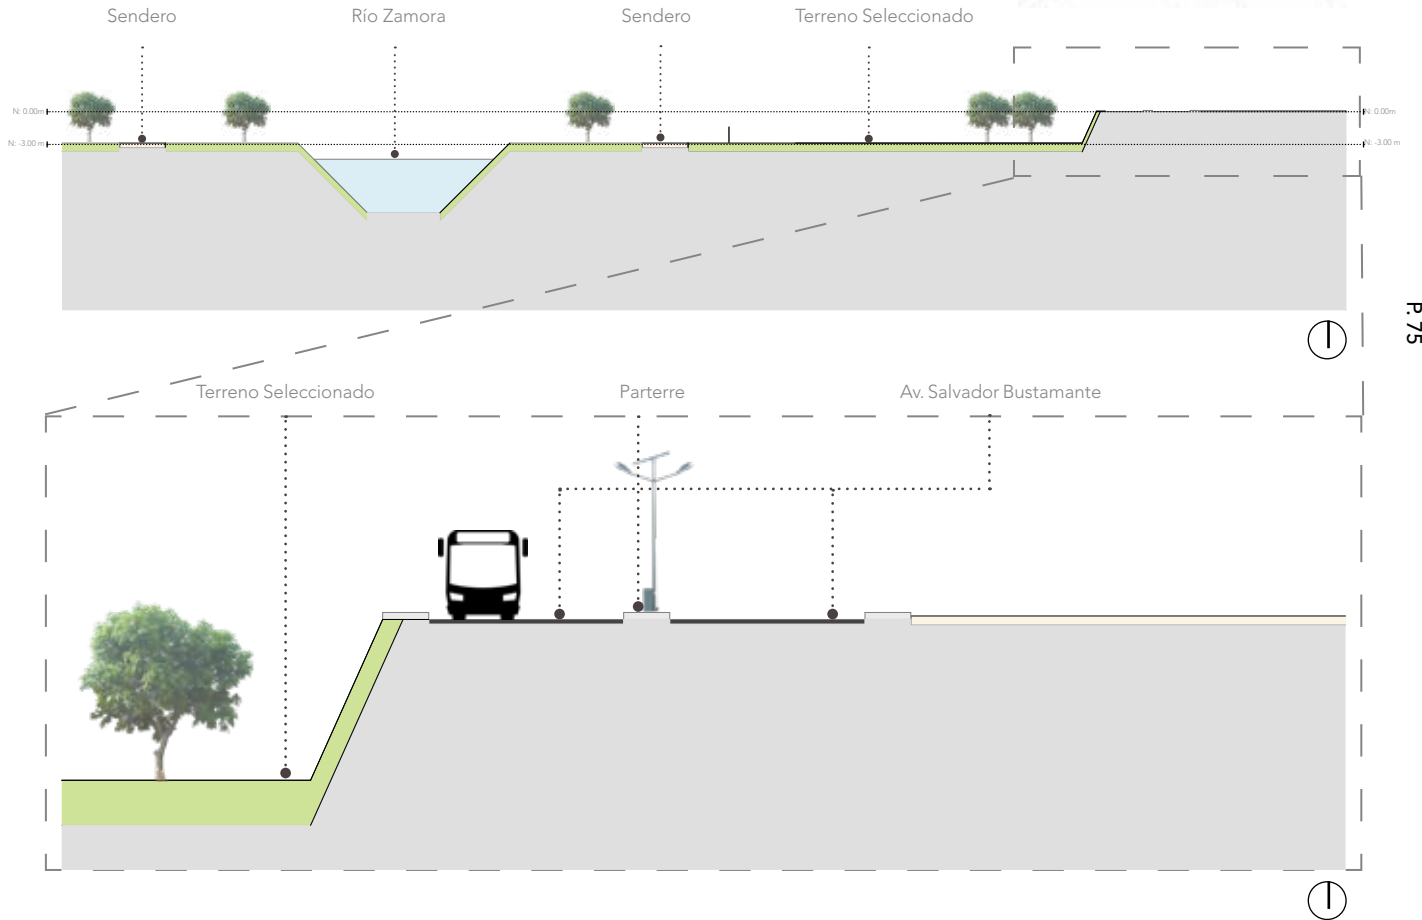 Sendero
Río Zamora
Sendero
Terreno Seleccionado
N: 0.00m
N: 0.00m
N: -3.00 m
N: -3.00 m
P. 75
Terreno Seleccionado
Parterre
Av. Salvador Bustamante